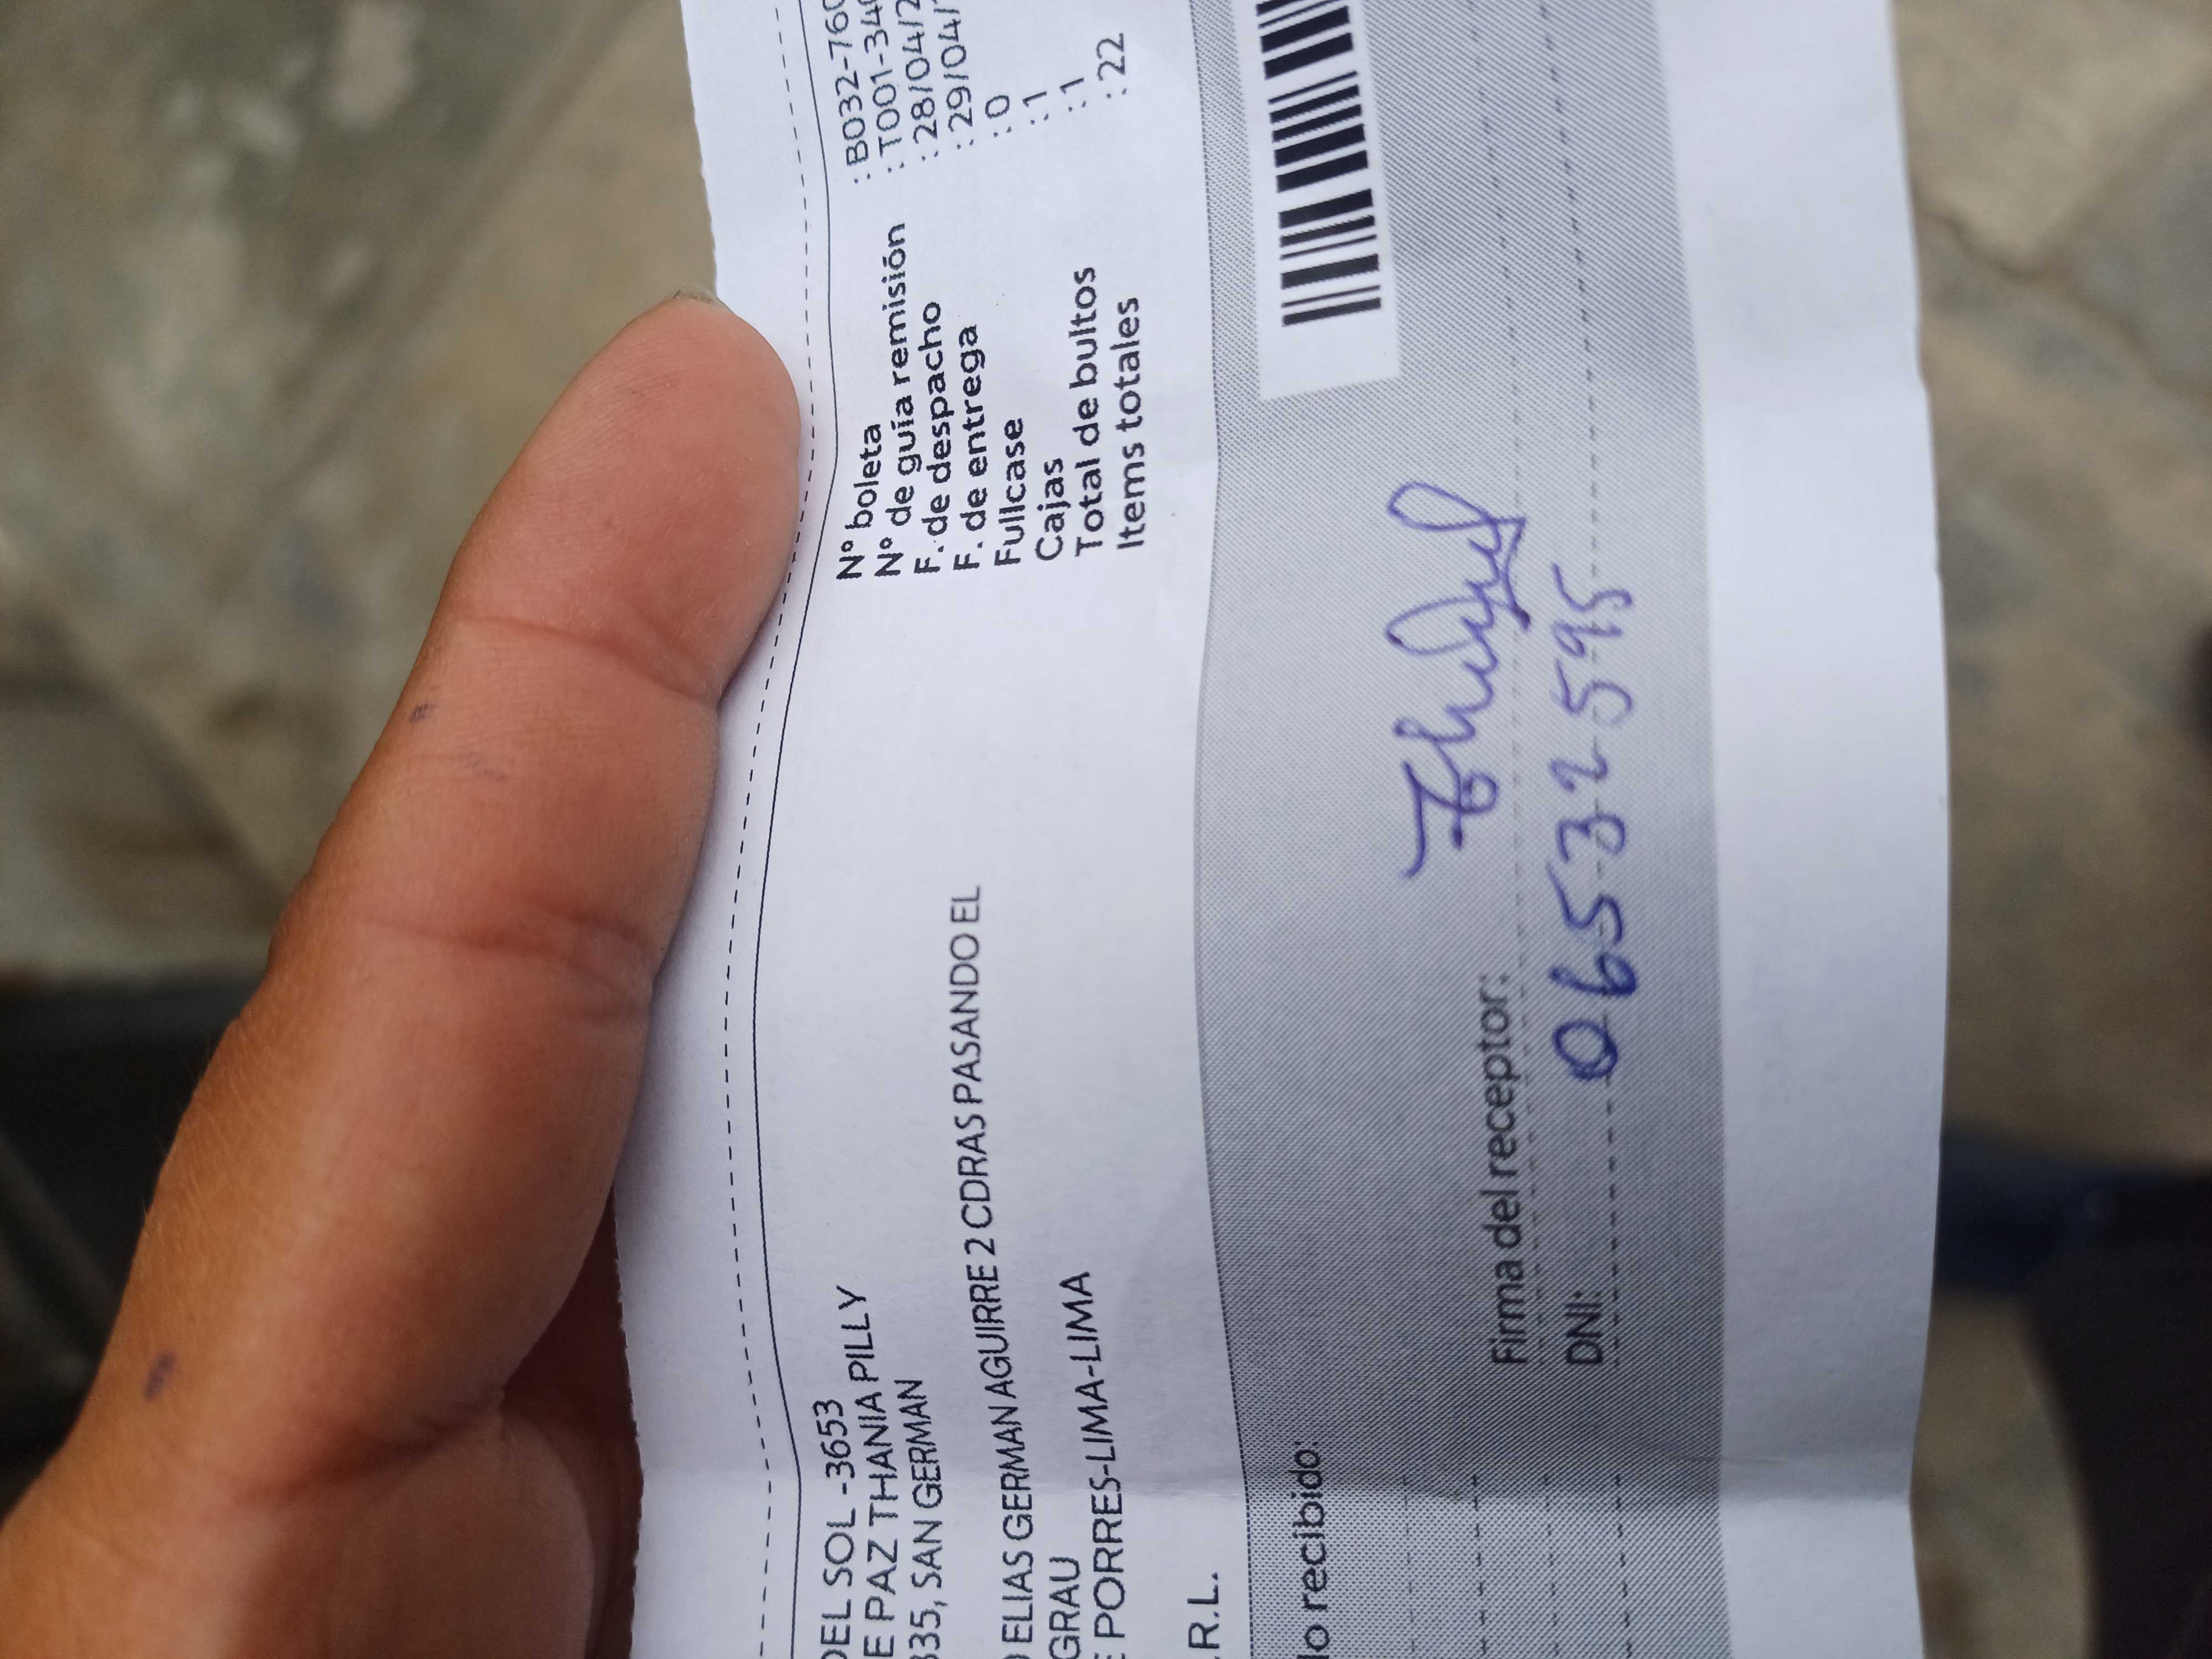 DEL SOL -3653
E PAZ THANIA PILLY
335, SAN GERMAN
ELIAS GERMAN AGUIRRE 2 CDRAS PASANDO EL
GRAU
PORRES-LIMA-LIMA
.R.L.
N° boleta : B032-760
N° de guía remisión : T001-340
F. de despacho : 28/04/2
F. de entrega : 29/04/
Fullcase : 0
Cajas : 1
Total de bultos : 1
Items totales : 22
lo recibido'
Firma del receptor:
DNI: 06532595